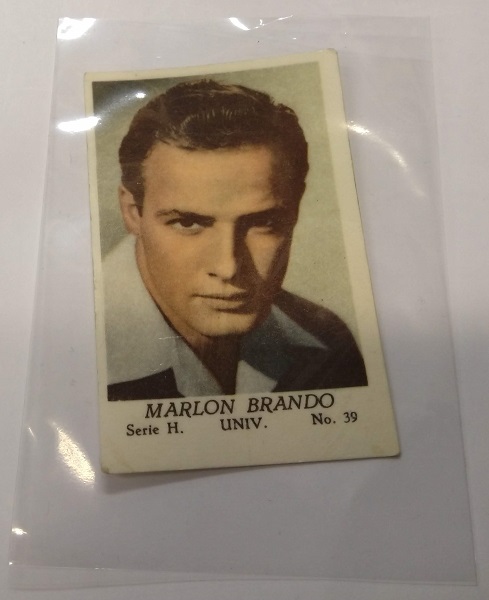 MARLON BRANDO
Serie H. UNIV. No. 39